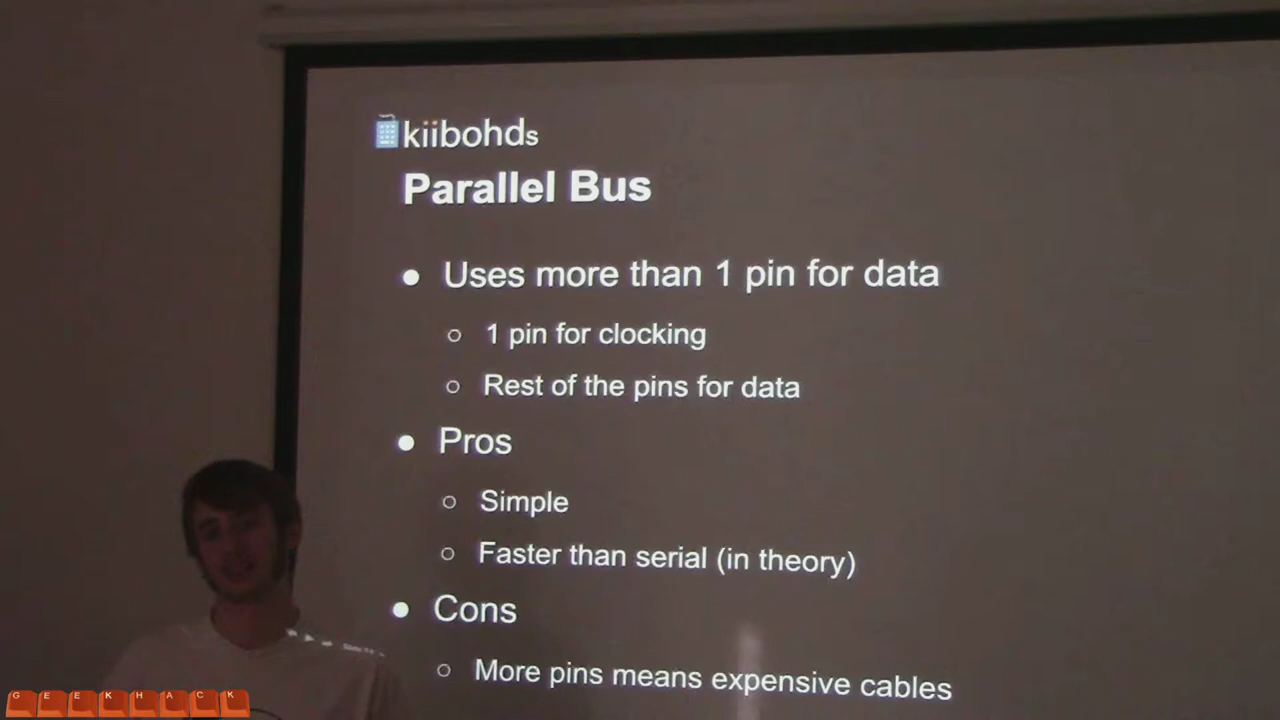 kiibohds
Parallel Bus
● Uses more than 1 pin for data
○ 1 pin for clocking
○ Rest of the pins for data
● Pros
○ Simple
○ Faster than serial (in theory)
● Cons
○ More pins means expensive cables
GEEKHACK